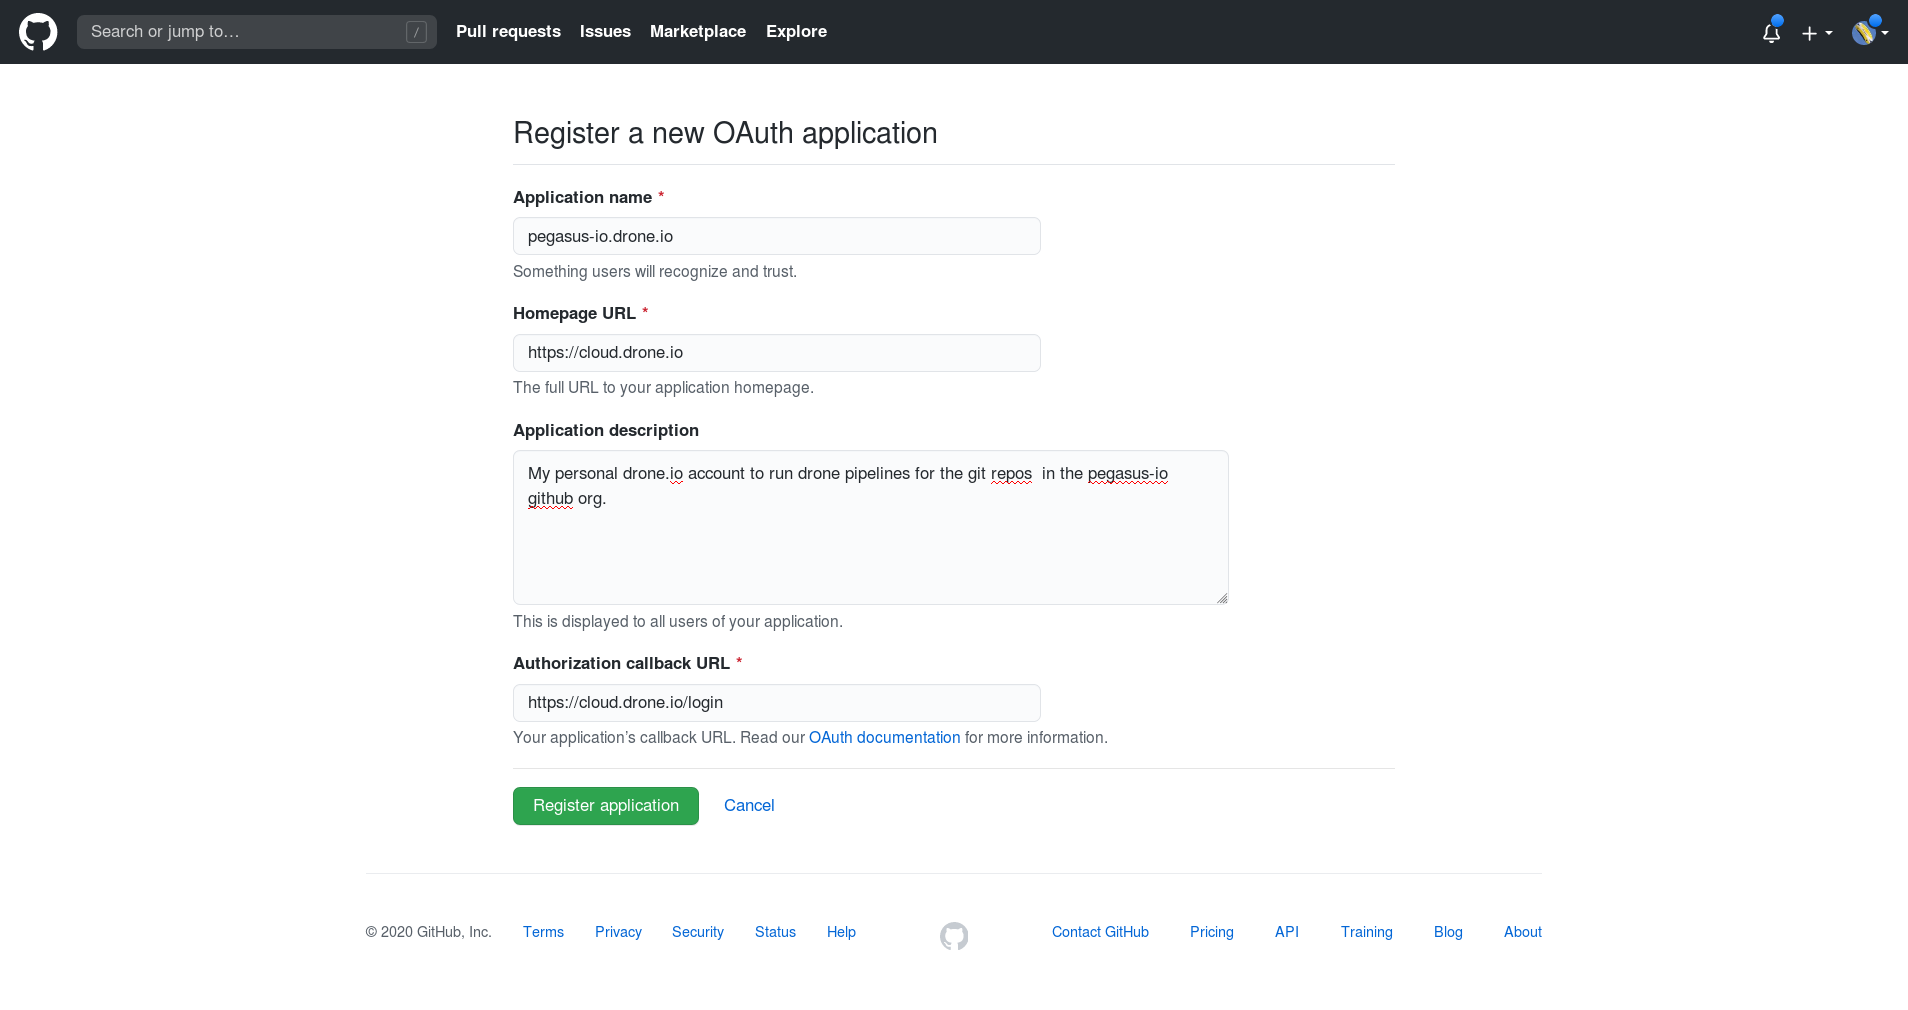 Search or jump to… /
Pull requests Issues Marketplace Explore
Register a new OAuth application
Application name *
pegasus-io.drone.io
Something users will recognize and trust.
Homepage URL *
https://cloud.drone.io
The full URL to your application homepage.
Application description
My personal drone.io account to run drone pipelines for the git repos  in the pegasus-io
github org.
This is displayed to all users of your application.
Authorization callback URL *
https://cloud.drone.io/login
Your application’s callback URL. Read our OAuth documentation for more information.
Register application Cancel
© 2020 GitHub, Inc. Terms Privacy Security Status Help Contact GitHub Pricing API Training Blog About